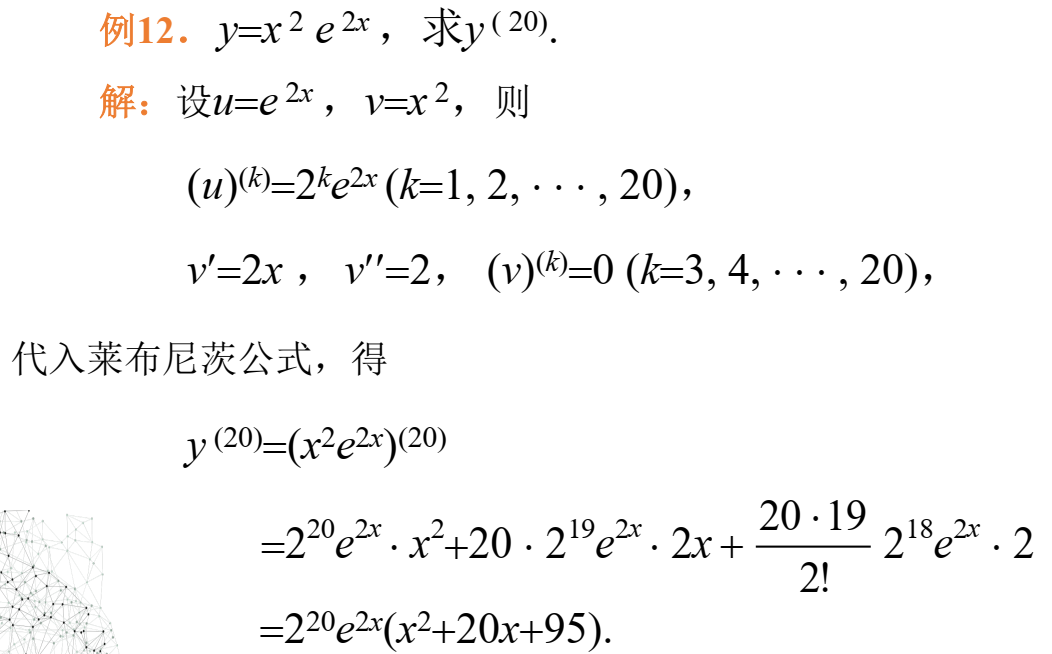 例12. y=x² e²ˣ , 求y⁽²⁰⁾.
解：设u=e²ˣ , v=x², 则
(u)⁽ᵏ⁾=2ᵏe²ˣ (k=1, 2, · · · , 20),
v′=2x , v′′=2, (v)⁽ᵏ⁾=0 (k=3, 4, · · · , 20),
代入莱布尼茨公式，得
y⁽²⁰⁾=(x²e²ˣ)⁽²⁰⁾
=2²⁰e²ˣ · x²+20 · 2¹⁹e²ˣ · 2x + (20 · 19)/(2!) 2¹⁸e²ˣ · 2
=2²⁰e²ˣ(x²+20x+95).